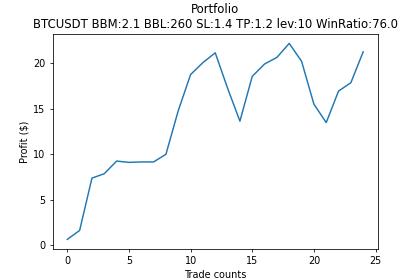 Portfolio
BTCUSDT BBM:2.1 BBL:260 SL:1.4 TP:1.2 lev:10 WinRatio:76.0
Profit ($)
20
15
10
5
0
0 5 10 15 20 25
Trade counts